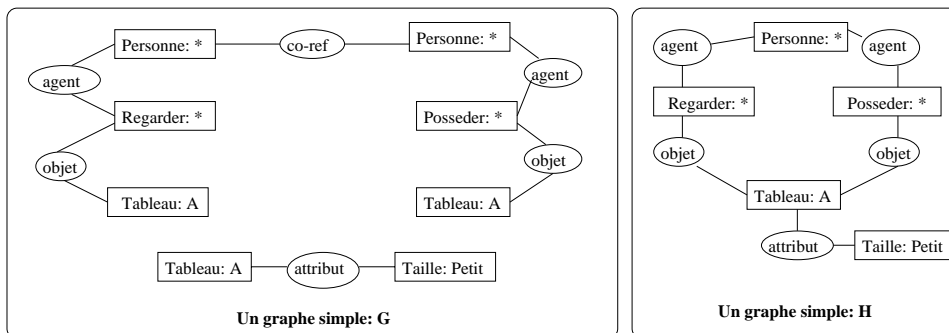 Personne: *
co-ref
Personne: *
agent
agent
Regarder: *
Posseder: *
objet
objet
Tableau: A
Tableau: A
Tableau: A
attribut
Taille: Petit
Un graphe simple: G
agent
Personne: *
agent
Regarder: *
Posseder: *
objet
objet
Tableau: A
attribut
Taille: Petit
Un graphe simple: H